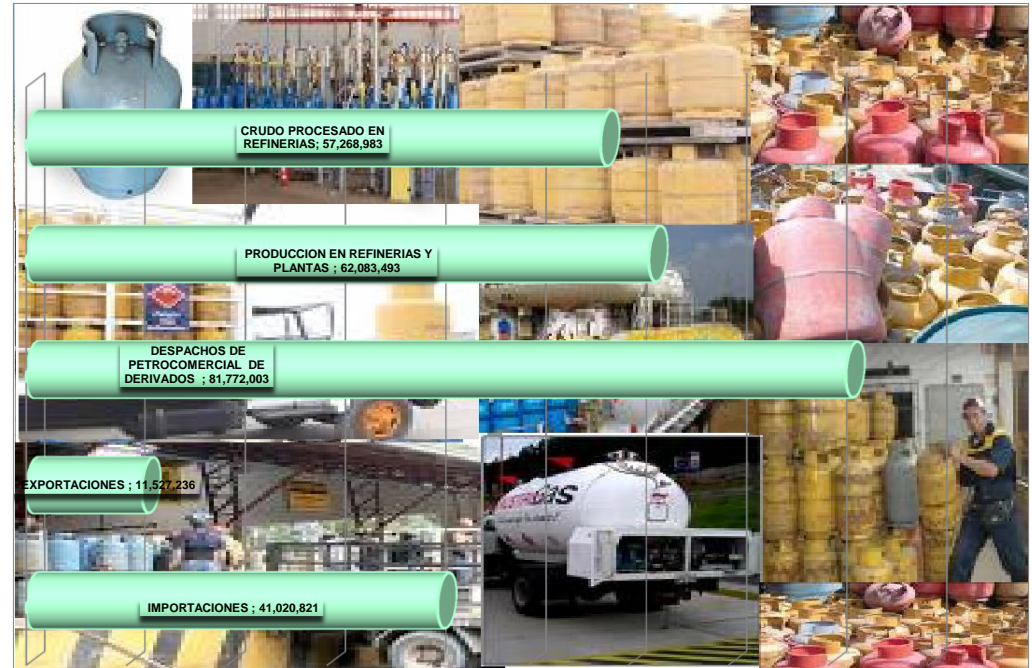 CRUDO PROCESADO EN
REFINERIAS; 57,268,983
PRODUCCION EN REFINERIAS Y
PLANTAS ; 62,083,493
DESPACHOS DE
PETROCOMERCIAL DE
DERIVADOS ; 81,772,003
EXPORTACIONES ; 11,527,236
IMPORTACIONES ; 41,020,821